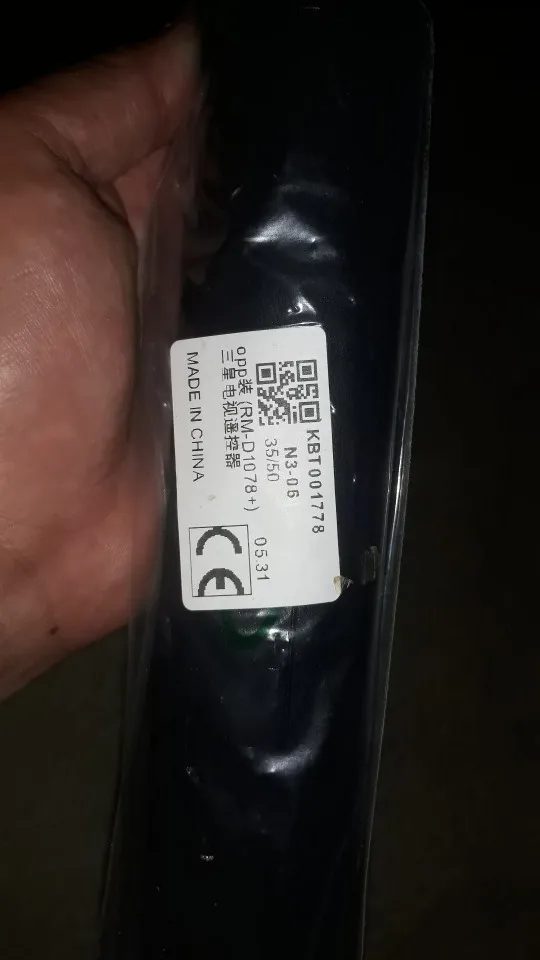 KBT001778
N3-06
35/50
opp装 (RM-D1078+)
三星电视遥控器
05.31
CE
MADE IN CHINA